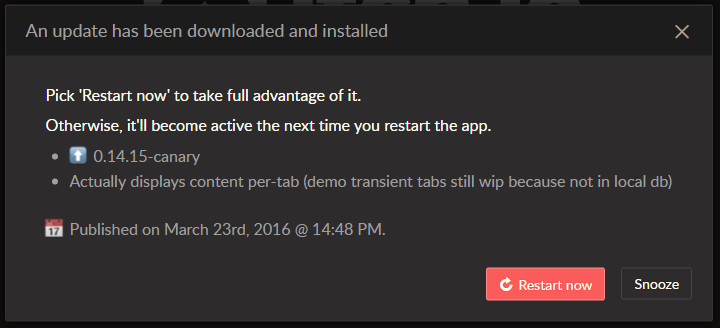 An update has been downloaded and installed
Pick 'Restart now' to take full advantage of it.
Otherwise, it'll become active the next time you restart the app.
0.14.15-canary
Actually displays content per-tab (demo transient tabs still wip because not in local db)
Published on March 23rd, 2016 @ 14:48 PM.
Restart now
Snooze